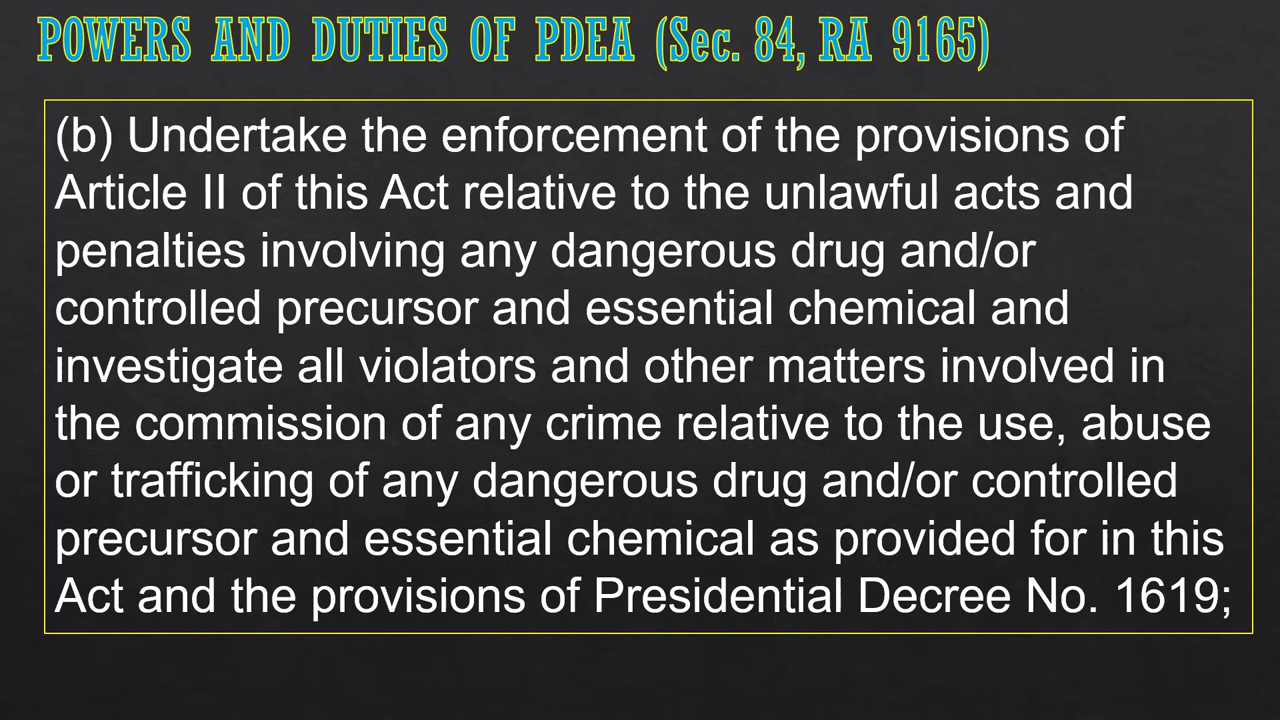 POWERS AND DUTIES OF PDEA (Sec. 84, RA 9165)
(b) Undertake the enforcement of the provisions of
Article II of this Act relative to the unlawful acts and
penalties involving any dangerous drug and/or
controlled precursor and essential chemical and
investigate all violators and other matters involved in
the commission of any crime relative to the use, abuse
or trafficking of any dangerous drug and/or controlled
precursor and essential chemical as provided for in this
Act and the provisions of Presidential Decree No. 1619;